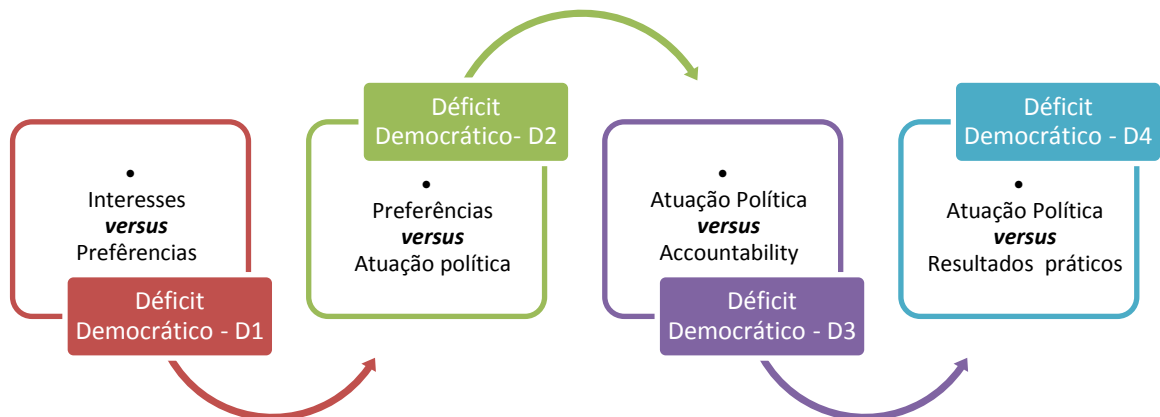 •
Interesses
versus
Prefêrencias
Déficit
Democrático - D1
Déficit
Democrático- D2
•
Preferências
versus
Atuação política
•
Atuação Política
versus
Accountability
Déficit
Democrático - D3
Déficit
Democrático - D4
•
Atuação Política
versus
Resultados práticos